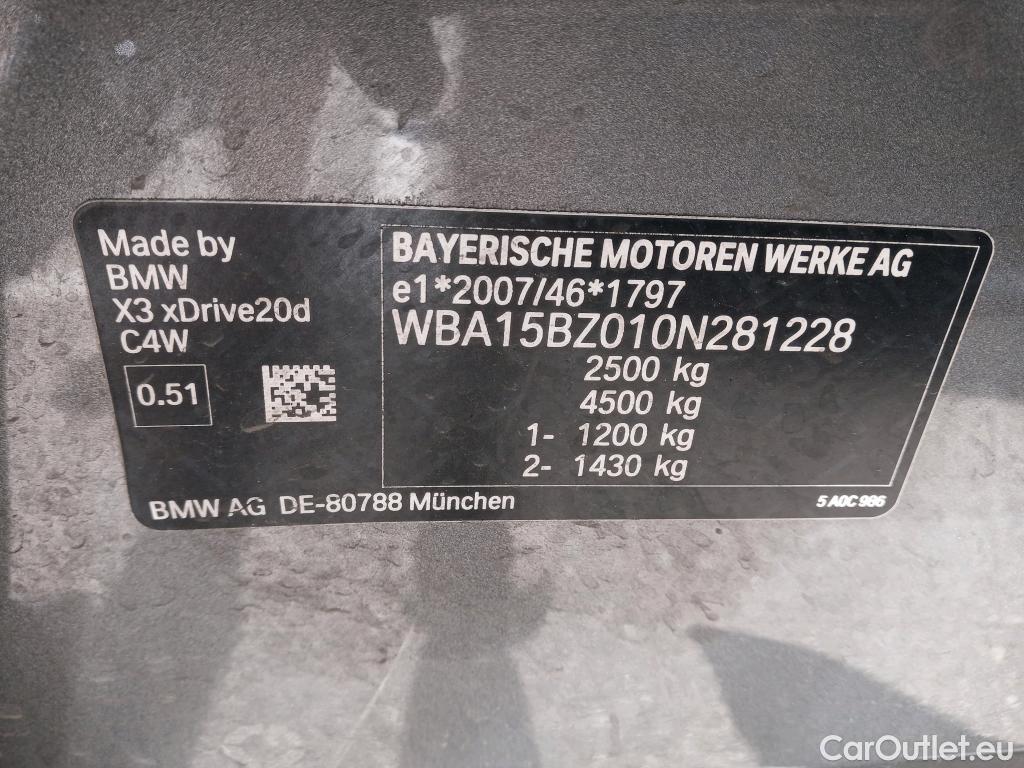 Made by
BMW
X3 xDrive20d
C4W
0.51
BAYERISCHE MOTOREN WERKE AG
e1*2007/46*1797
WBA15BZ010N281228
2500 kg
4500 kg
1- 1200 kg
2- 1430 kg
BMW AG DE-80788 München
5 A0C 986
CarOutlet.eu